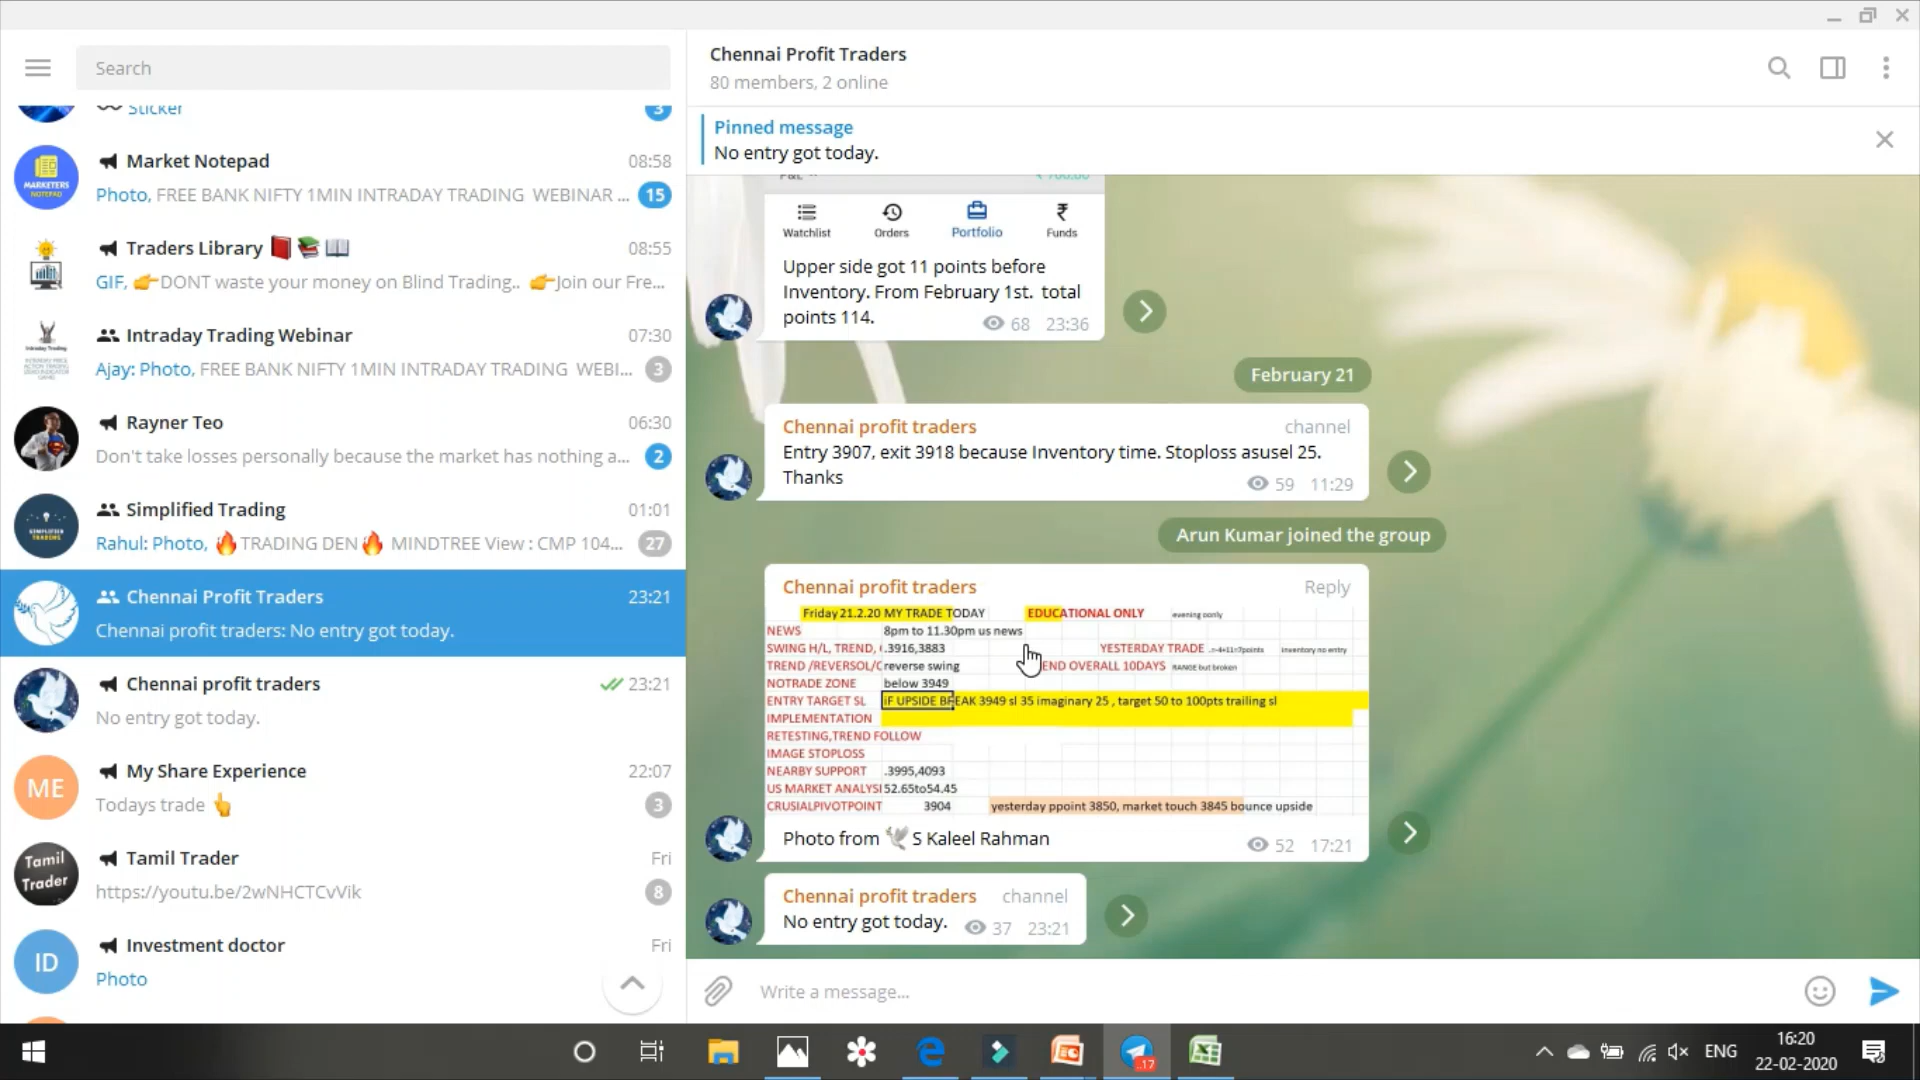 Search
Sticker
3
Market Notepad
08:58
Photo, FREE BANK NIFTY 1MIN INTRADAY TRADING WEBINAR ...
15
MARKETERS
NOTEPAD
Traders Library
08:55
GIF, 👉DONT waste your money on Blind Trading.. 👉Join our Fre...
Intraday Trading Webinar
07:30
Ajay: Photo, FREE BANK NIFTY 1MIN INTRADAY TRADING WEBI...
3
Rayner Teo
06:30
Don't take losses personally because the market has nothing a...
2
Simplified Trading
01:01
Rahul: Photo, 🔥TRADING DEN🔥 MINDTREE View : CMP 104...
27
Chennai Profit Traders
23:21
Chennai profit traders: No entry got today.
Chennai profit traders
23:21
No entry got today.
ME
My Share Experience
22:07
Todays trade 👆
3
Tamil
Trader
Tamil Trader
Fri
https://youtu.be/2wNHCTCvVik
8
ID
Investment doctor
Fri
Photo
Chennai Profit Traders
80 members, 2 online
Pinned message
No entry got today.
Watchlist
Orders
Portfolio
Funds
Upper side got 11 points before
Inventory. From February 1st. total
points 114.
68 23:36
February 21
Chennai profit traders
channel
Entry 3907, exit 3918 because Inventory time. Stoploss asusel 25.
Thanks
59 11:29
Arun Kumar joined the group
Chennai profit traders
Reply
Friday 21.2.20 MY TRADE TODAY EDUCATIONAL ONLY evening oonly
NEWS 8pm to 11.30pm us news
SWING H/L, TREND, ( .3916,3883 YESTERDAY TRADE .=-4+11=7points inventory no entry
TREND /REVERSOL/C reverse swing END OVERALL 10DAYS RANGE but broken
NOTRADE ZONE below 3949
ENTRY TARGET SL iF UPSIDE BREAK 3949 sl 35 imaginary 25 , target 50 to 100pts trailing sl
IMPLEMENTATION
RETESTING,TREND FOLLOW
IMAGE STOPLOSS
NEARBY SUPPORT .3995,4093
US MARKET ANALYSI 52.65to54.45
CRUSIALPIVOTPOINT 3904 yesterday ppoint 3850, market touch 3845 bounce upside
Photo from 🕊 S Kaleel Rahman
52 17:21
Chennai profit traders
channel
No entry got today.
37 23:21
Write a message...
..17
ENG
16:20
22-02-2020